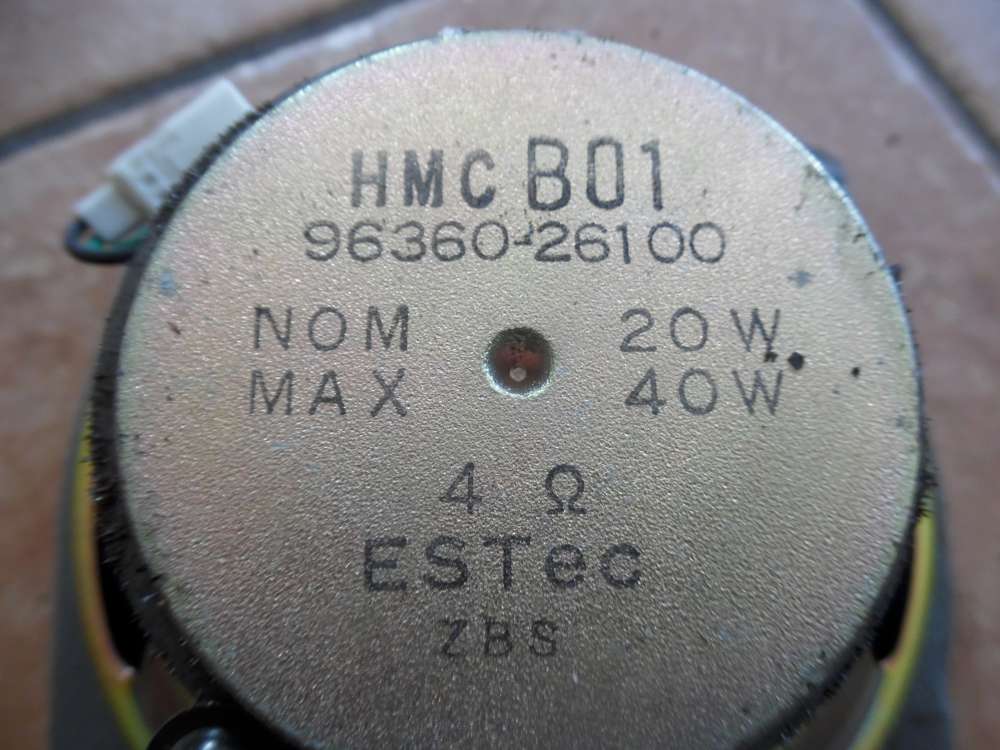 HMC B01
96360-26100
NOM 20W
MAX 40W
4 Ω
ESTec
ZBS